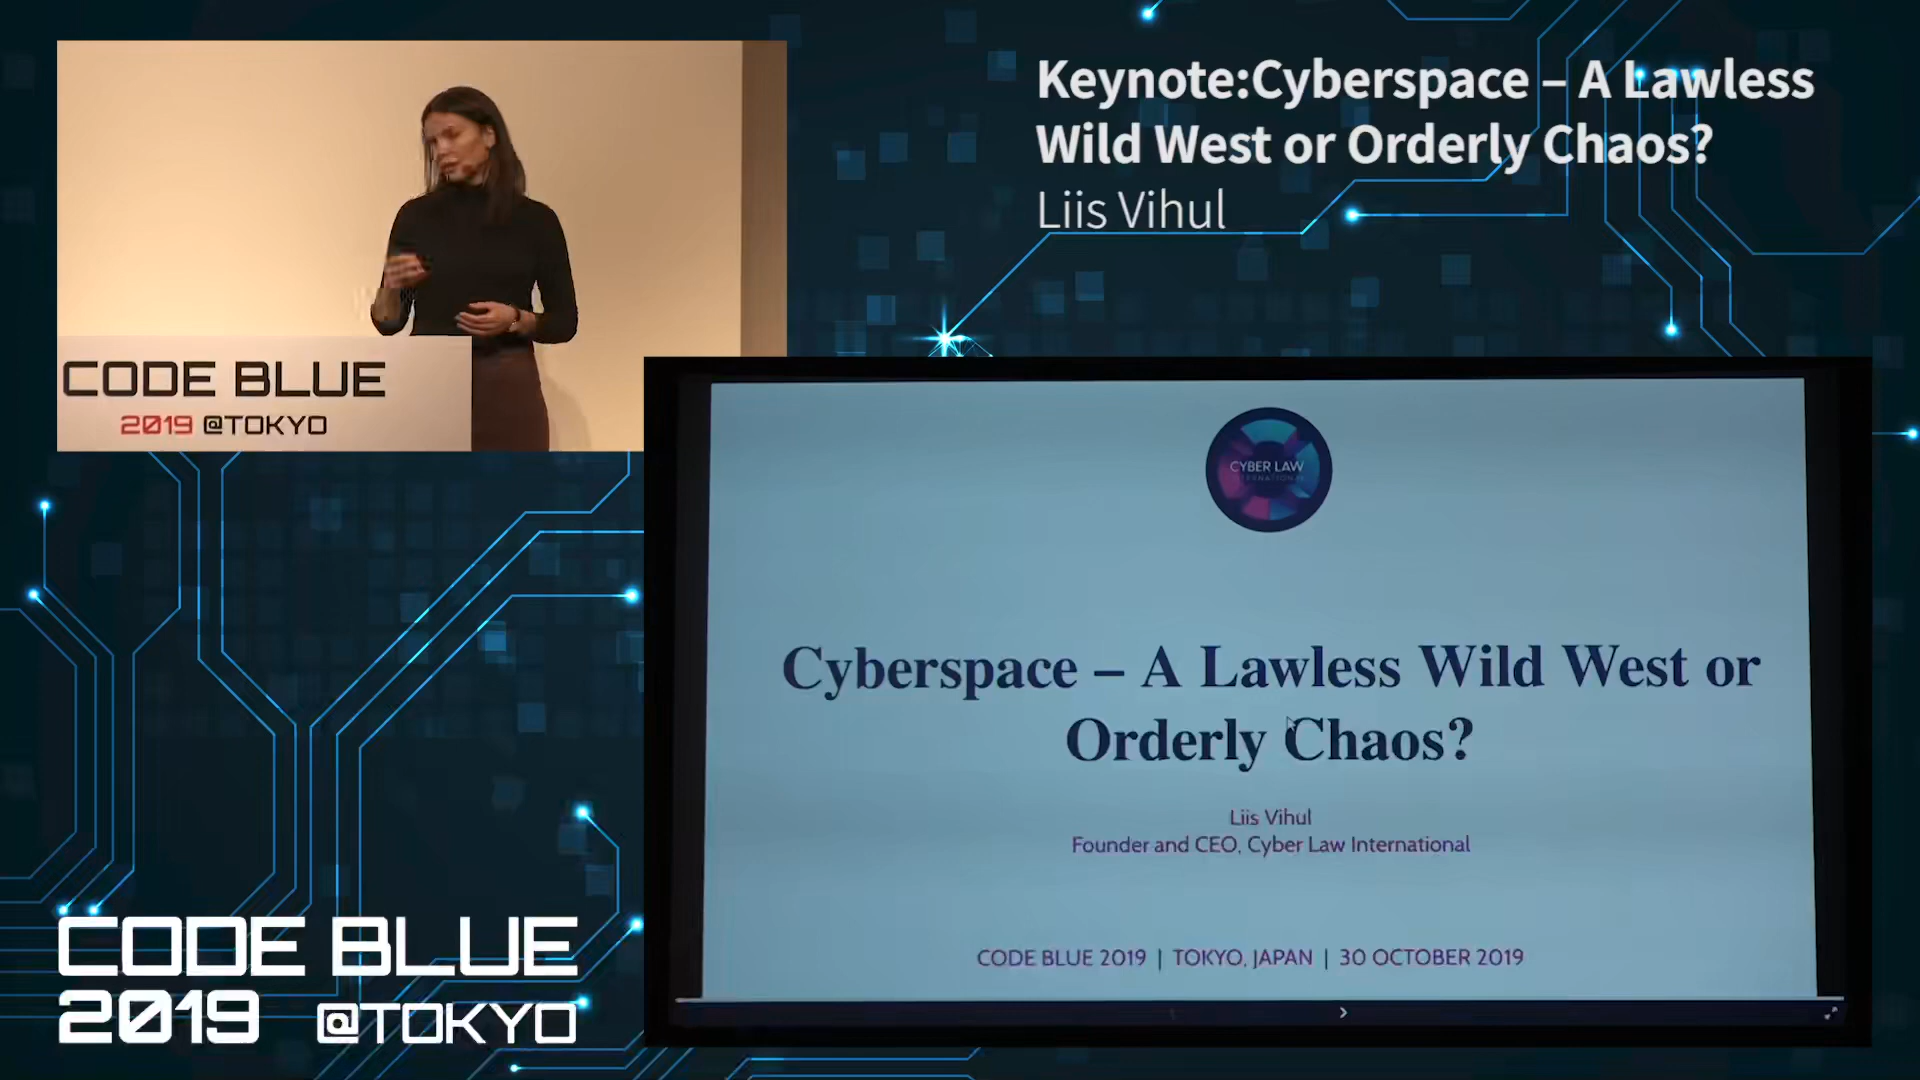 Keynote:Cyberspace – A Lawless
Wild West or Orderly Chaos?
Liis Vihul
CODE BLUE
2019 @TOKYO
CYBER LAW
INTERNATIONAL
Cyberspace – A Lawless Wild West or
Orderly Chaos?
Liis Vihul
Founder and CEO, Cyber Law International
CODE BLUE 2019 | TOKYO, JAPAN | 30 OCTOBER 2019
CODE BLUE
2019 @TOKYO